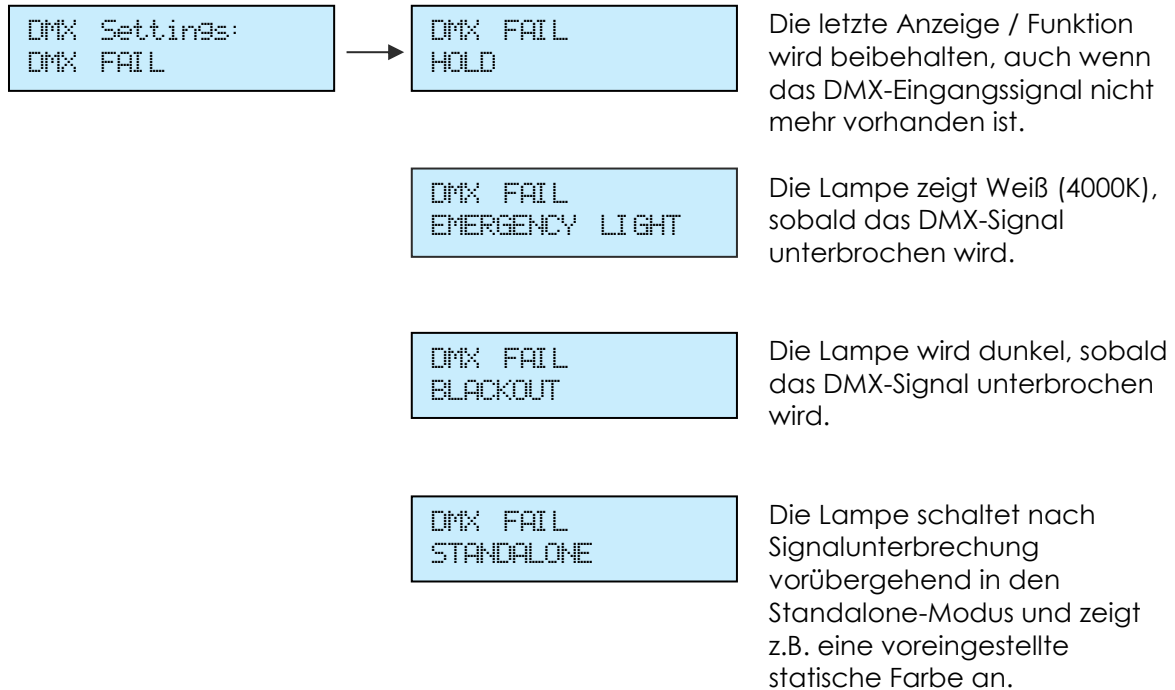 DMX Settings:
DMX FAIL
DMX FAIL
HOLD
Die letzte Anzeige / Funktion
wird beibehalten, auch wenn
das DMX-Eingangssignal nicht
mehr vorhanden ist.
DMX FAIL
EMERGENCY LIGHT
Die Lampe zeigt Weiß (4000K),
sobald das DMX-Signal
unterbrochen wird.
DMX FAIL
BLACKOUT
Die Lampe wird dunkel, sobald
das DMX-Signal unterbrochen
wird.
DMX FAIL
STANDALONE
Die Lampe schaltet nach
Signalunterbrechung
vorübergehend in den
Standalone-Modus und zeigt
z.B. eine voreingestellte
statische Farbe an.